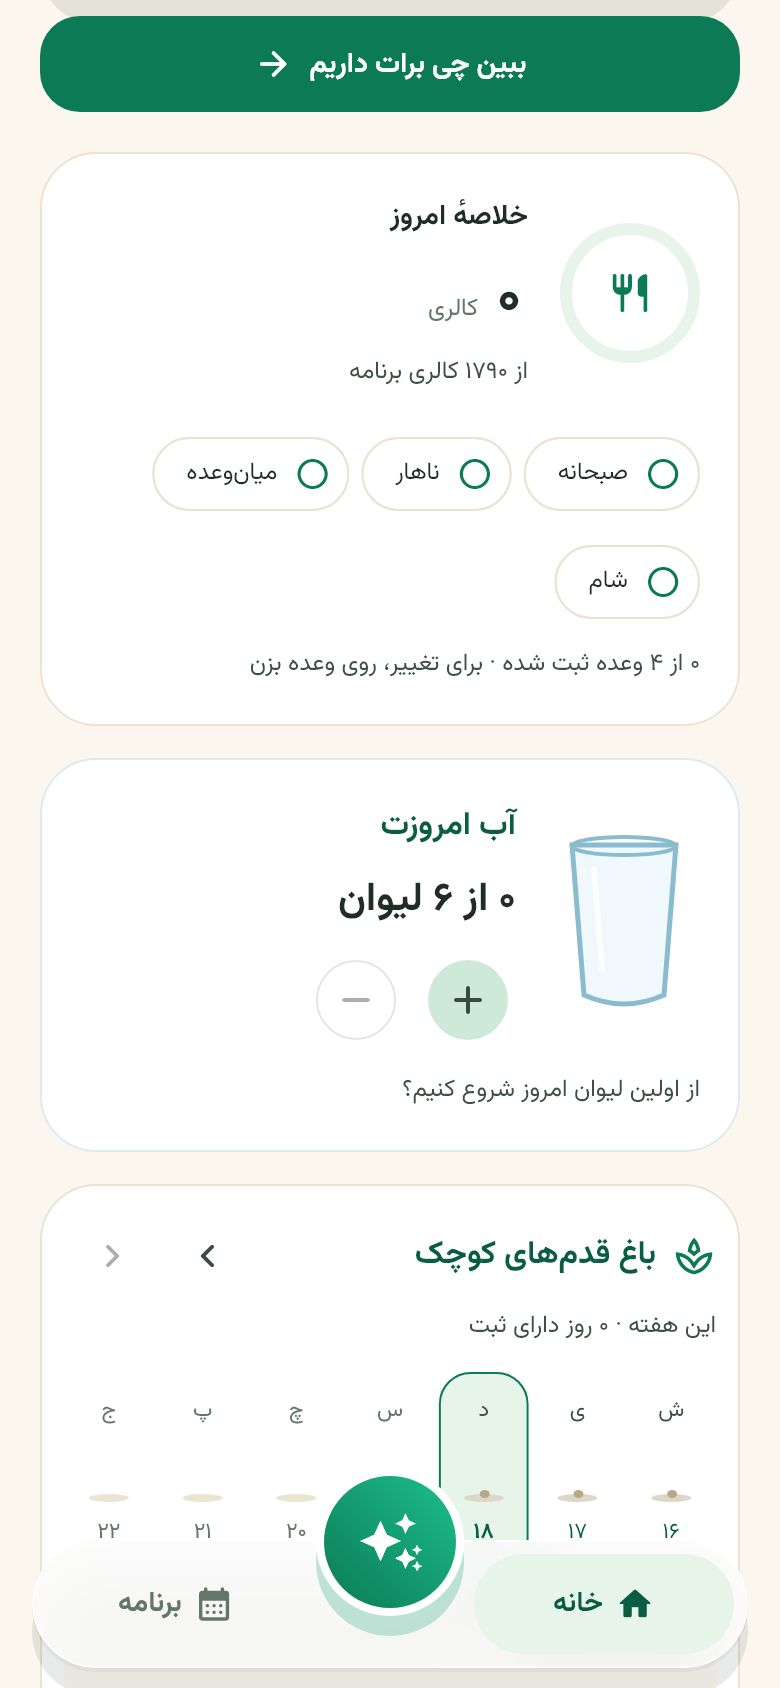 ببین چی برات داریم
خلاصهٔ امروز
۰ کالری
از ۱۷۹۰ کالری برنامه
صبحانه
ناهار
میان‌وعده
شام
۰ از ۴ وعده ثبت شده · برای تغییر، روی وعده بزن
آب امروزت
۰ از ۶ لیوان
از اولین لیوان امروز شروع کنیم؟
باغ قدم‌های کوچک
این هفته · ۰ روز دارای ثبت
ش ی د س چ پ ج
۱۶ ۱۷ ۱۸ ۲۰ ۲۱ ۲۲
خانه
برنامه